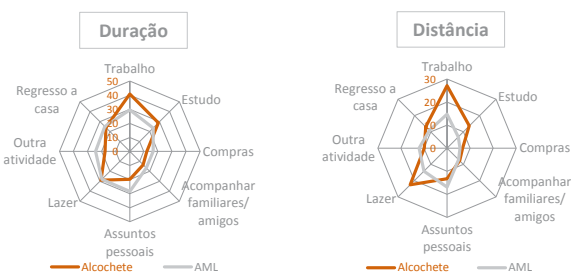 Duração
Trabalho
50
40
30
20
10
0
Estudo
Compras
Acompanhar
familiares/
amigos
Assuntos
pessoais
Lazer
Outra
atividade
Regresso a
casa
Alcochete
AML
Distância
Trabalho
30
20
10
0
Estudo
Compras
Acompanhar
familiares/
amigos
Assuntos
pessoais
Lazer
Outra
atividade
Regresso a
casa
Alcochete
AML